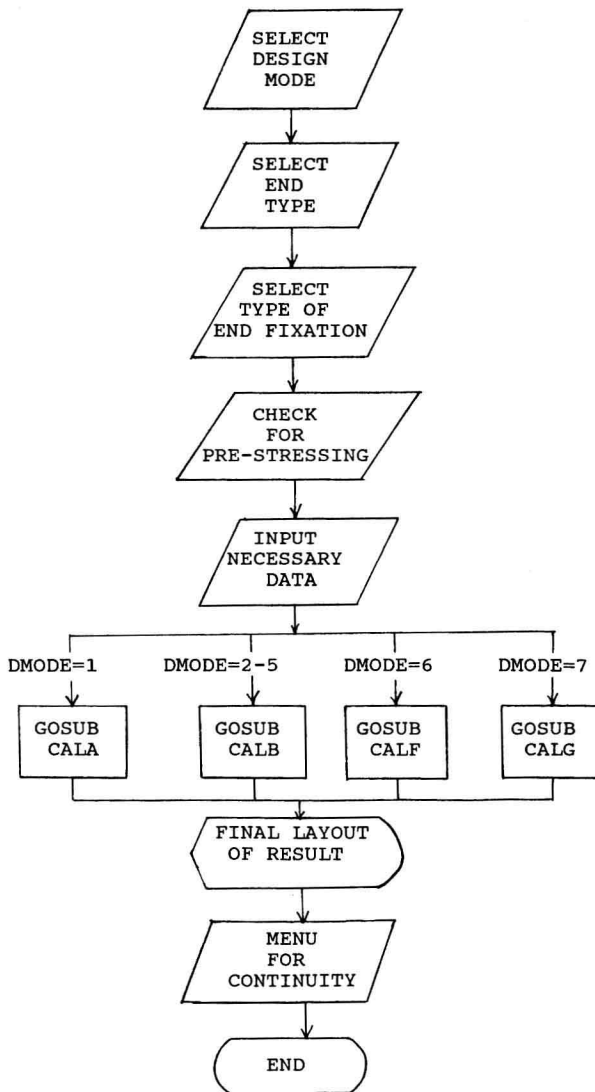 SELECT
DESIGN
MODE
SELECT
END
TYPE
SELECT
TYPE OF
END FIXATION
CHECK
FOR
PRE-STRESSING
INPUT
NECESSARY
DATA
DMODE=1
DMODE=2-5
DMODE=6
DMODE=7
GOSUB
CALA
GOSUB
CALB
GOSUB
CALF
GOSUB
CALG
FINAL LAYOUT
OF RESULT
MENU
FOR
CONTINUITY
END